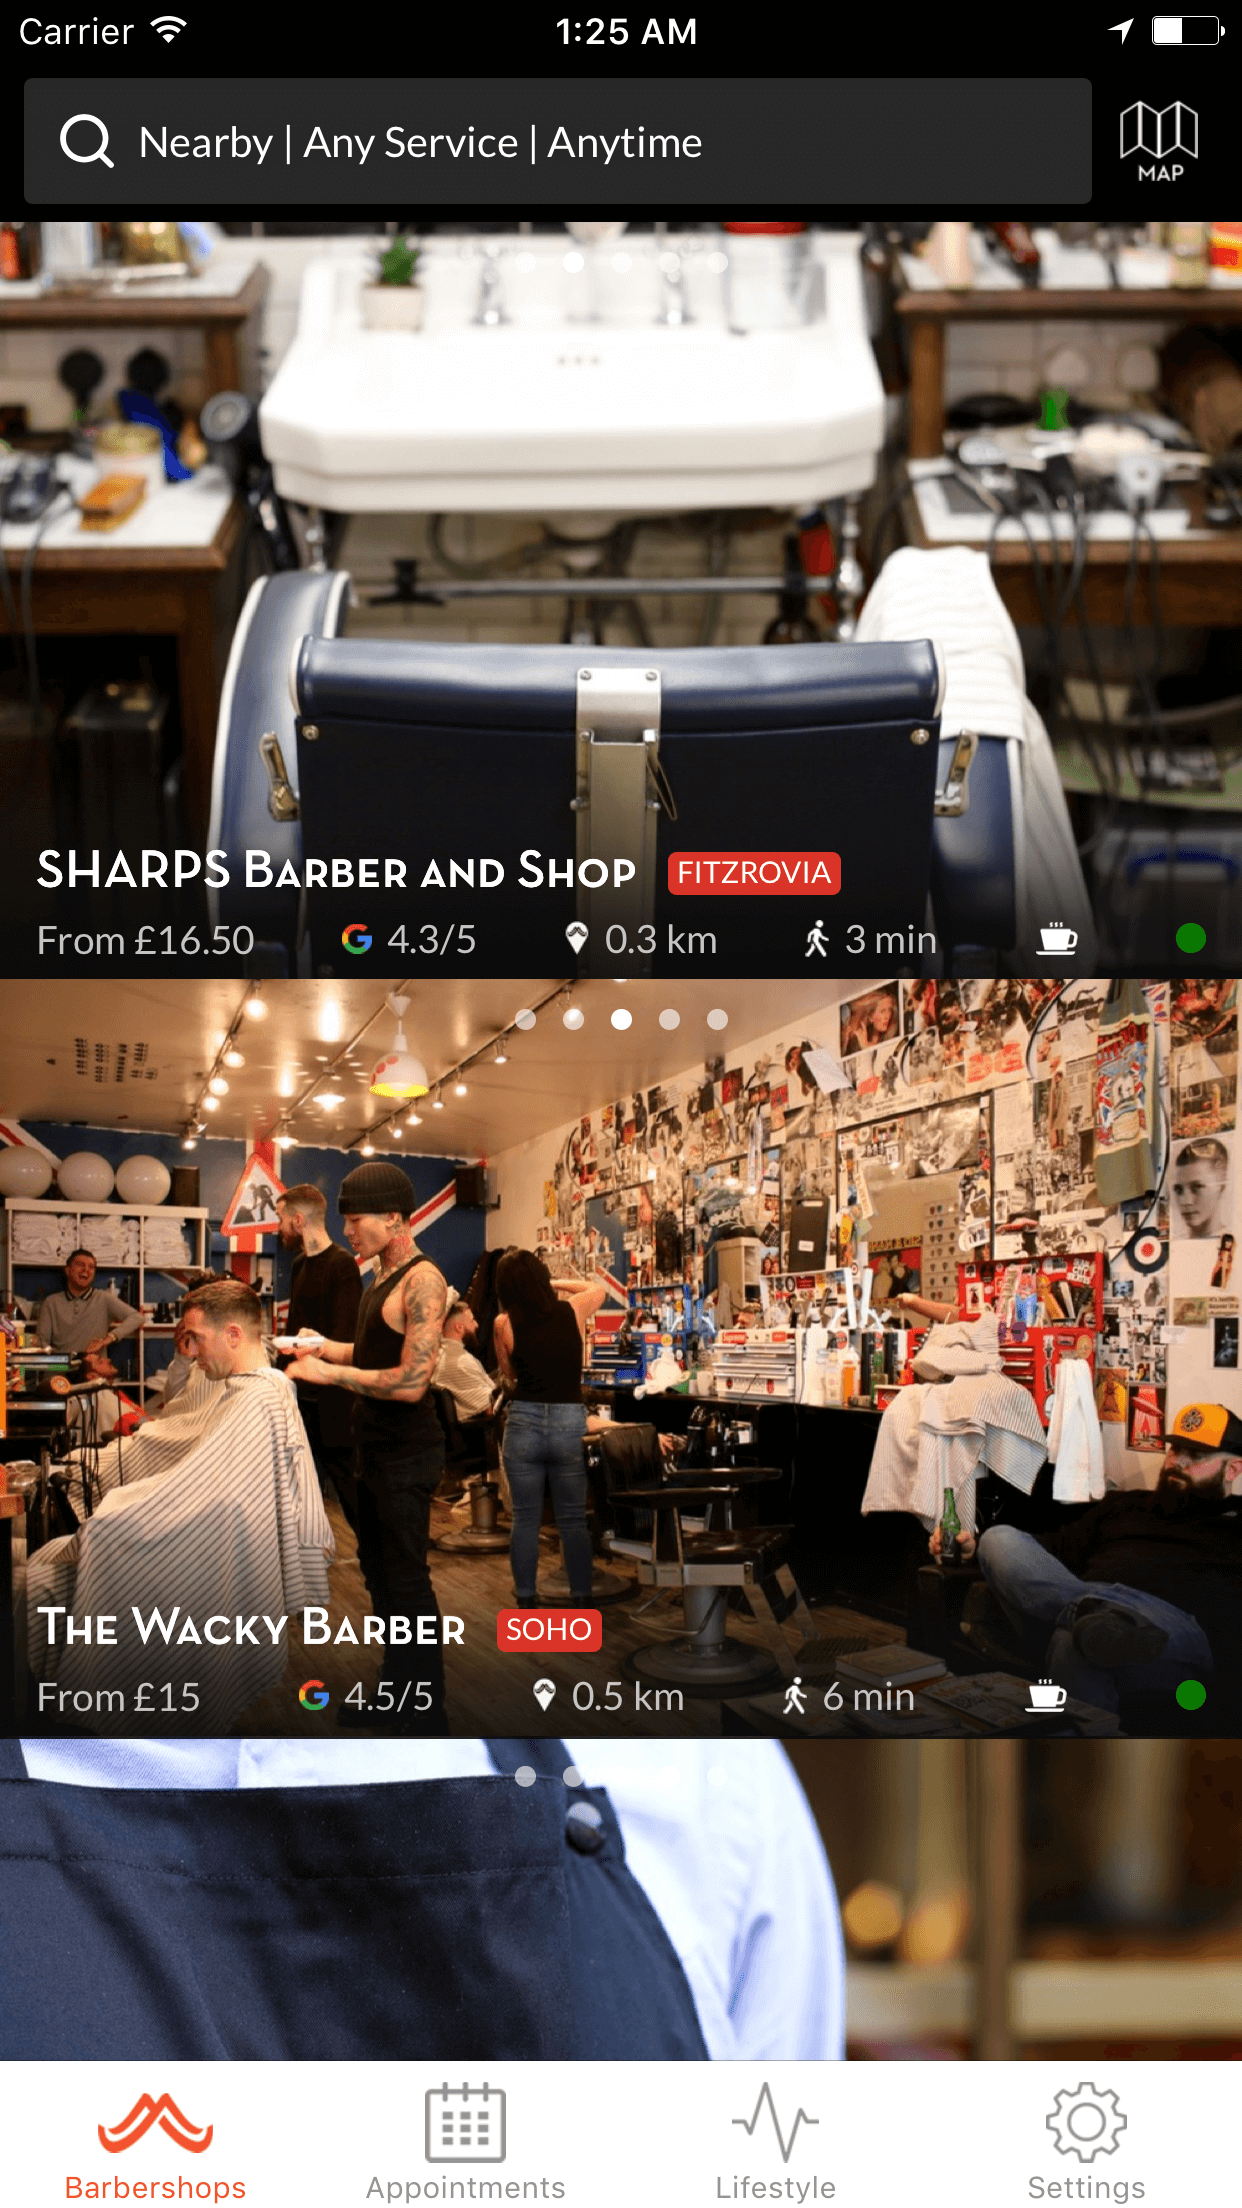 Carrier 1:25 AM
Nearby | Any Service | Anytime
MAP
SHARPS BARBER AND SHOP FITZROVIA
From £16.50 4.3/5 0.3 km 3 min
THE WACKY BARBER SOHO
From £15 4.5/5 0.5 km 6 min
Barbershops Appointments Lifestyle Settings